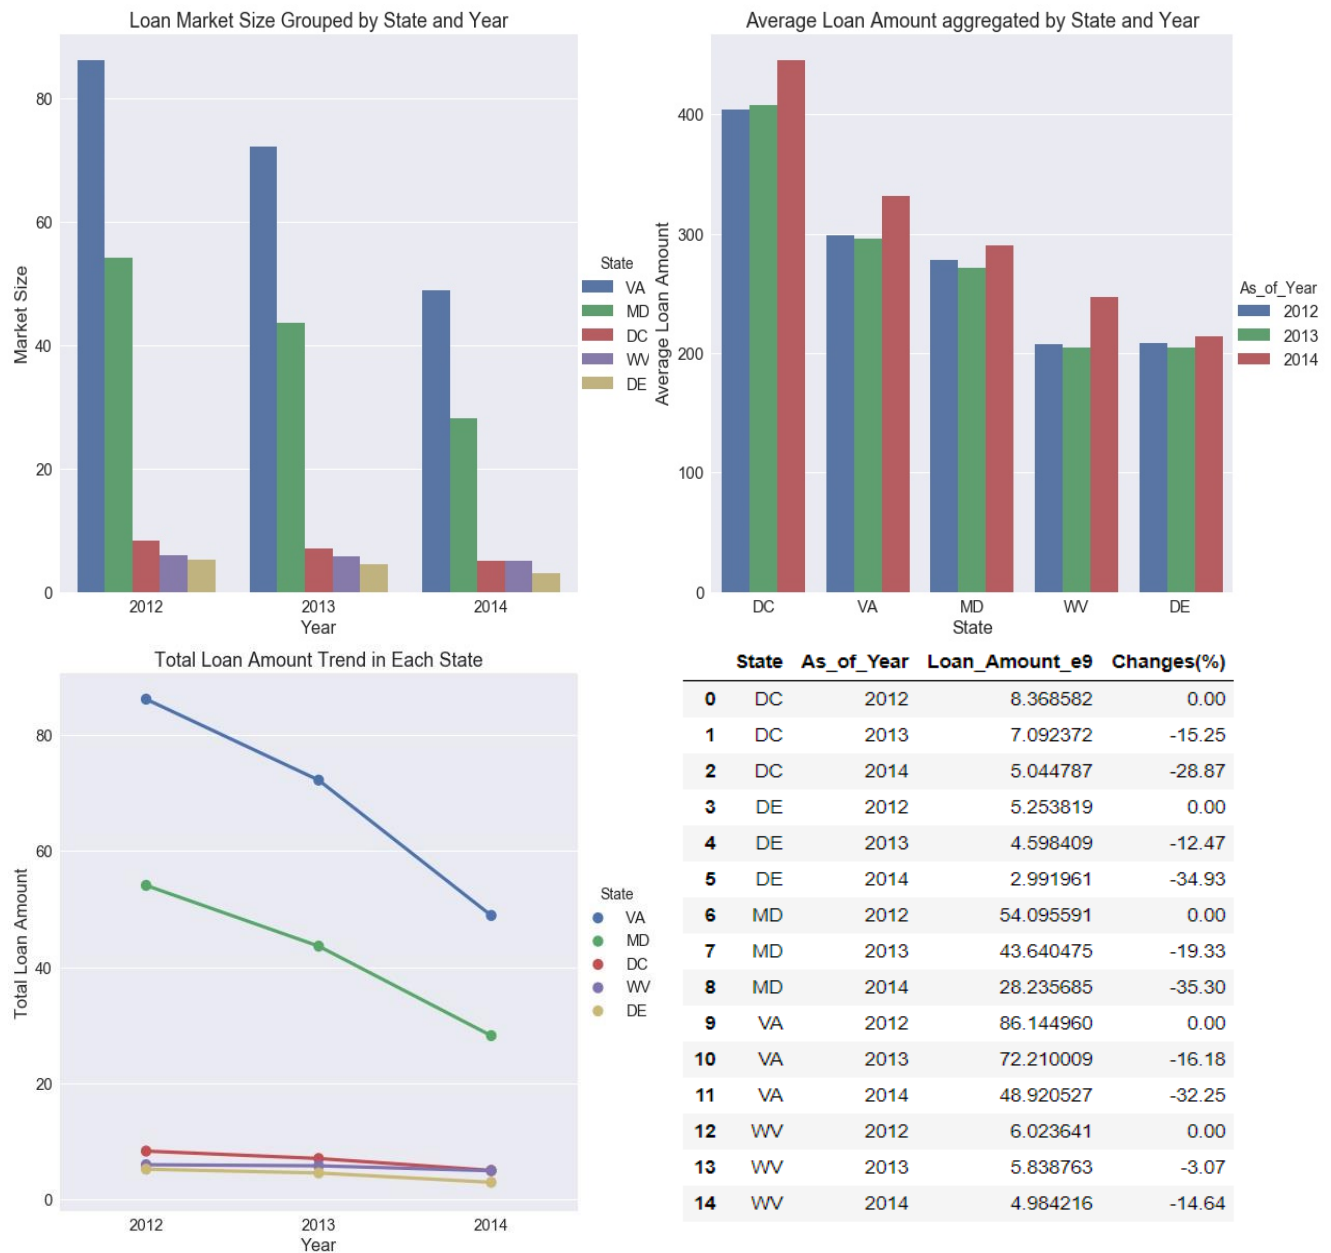 Loan Market Size Grouped by State and Year
80
60
40
20
0
Market Size
2012 2013 2014
Year
State
VA
MD
DC
WV
DE
Average Loan Amount aggregated by State and Year
400
300
200
100
0
Average Loan Amount
DC VA MD WV DE
State
As_of_Year
2012
2013
2014
Total Loan Amount Trend in Each State
80
60
40
20
0
Total Loan Amount
2012 2013 2014
Year
State
VA
MD
DC
WV
DE
State As_of_Year Loan_Amount_e9 Changes(%)
0 DC 2012 8.368582 0.00
1 DC 2013 7.092372 -15.25
2 DC 2014 5.044787 -28.87
3 DE 2012 5.253819 0.00
4 DE 2013 4.598409 -12.47
5 DE 2014 2.991961 -34.93
6 MD 2012 54.095591 0.00
7 MD 2013 43.640475 -19.33
8 MD 2014 28.235685 -35.30
9 VA 2012 86.144960 0.00
10 VA 2013 72.210009 -16.18
11 VA 2014 48.920527 -32.25
12 WV 2012 6.023641 0.00
13 WV 2013 5.838763 -3.07
14 WV 2014 4.984216 -14.64